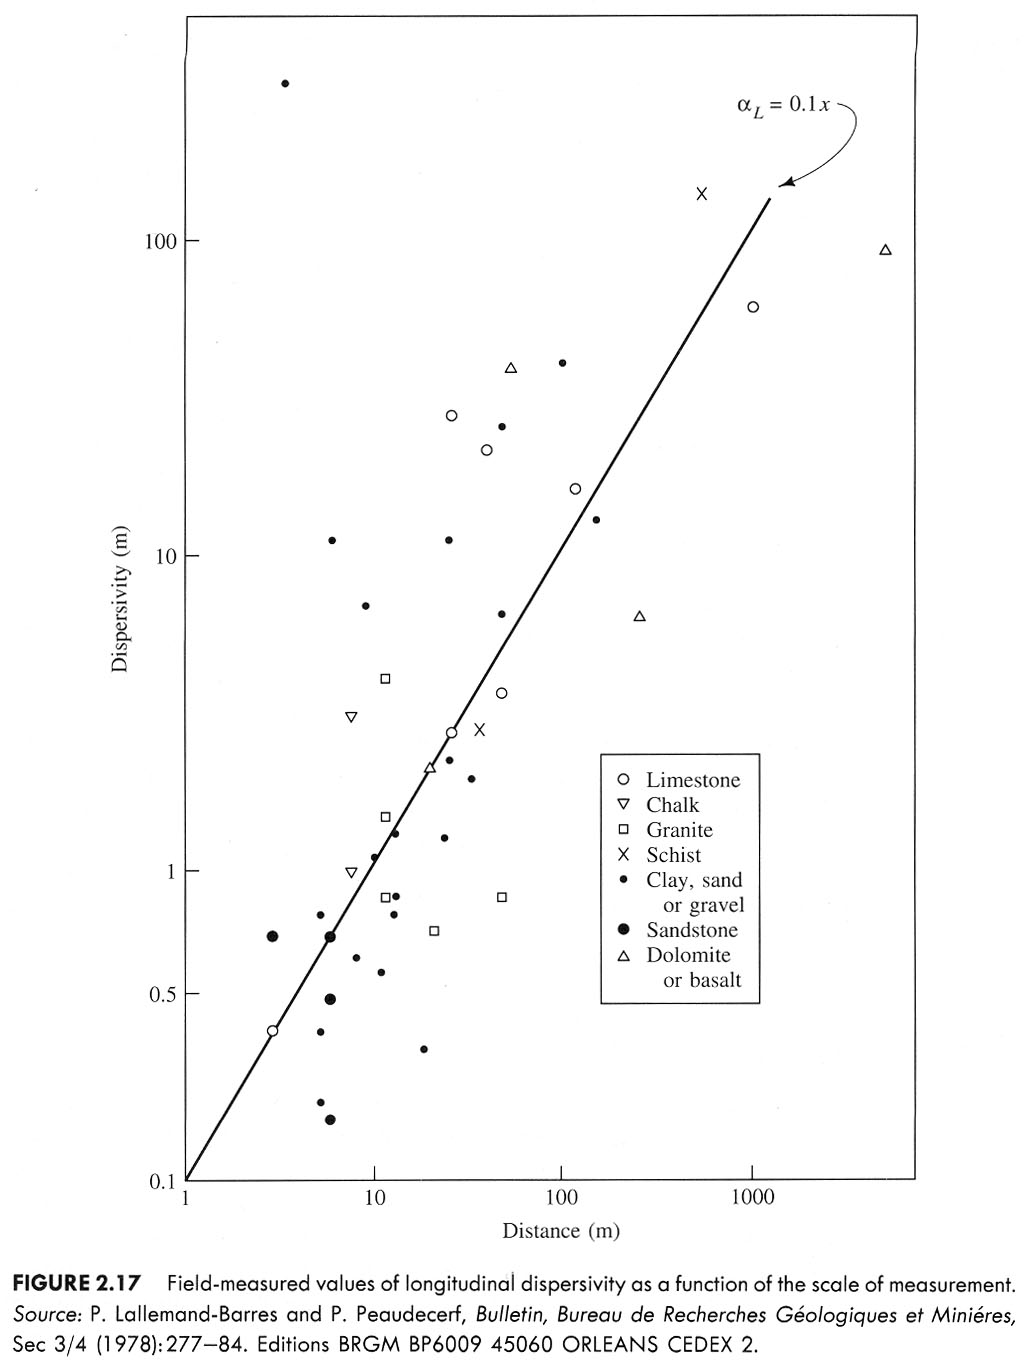 α_L = 0.1x
100
10
1
0.5
0.1
Dispersivity (m)
Limestone
Chalk
Granite
Schist
Clay, sand
or gravel
Sandstone
Dolomite
or basalt
1
10
100
1000
Distance (m)
FIGURE 2.17 Field-measured values of longitudinal dispersivity as a function of the scale of measurement.
Source: P. Lallemand-Barres and P. Peaudecerf, Bulletin, Bureau de Recherches Géologiques et Miniéres,
Sec 3/4 (1978):277–84. Editions BRGM BP6009 45060 ORLEANS CEDEX 2.